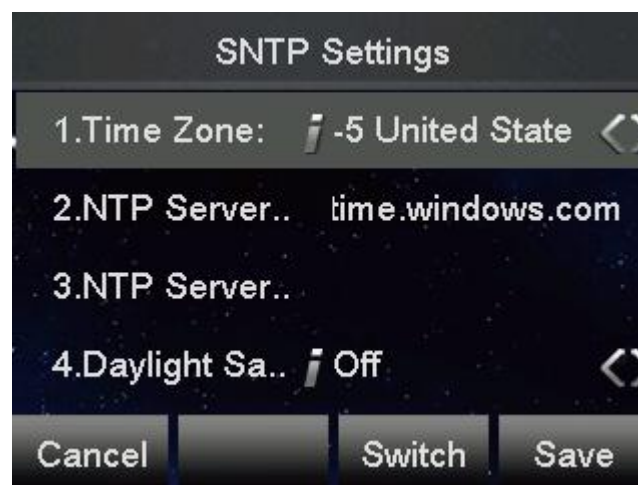 SNTP Settings
1.Time Zone: i -5 United State
2.NTP Server.. time.windows.com
3.NTP Server..
4.Daylight Sa.. i Off
Cancel Switch Save